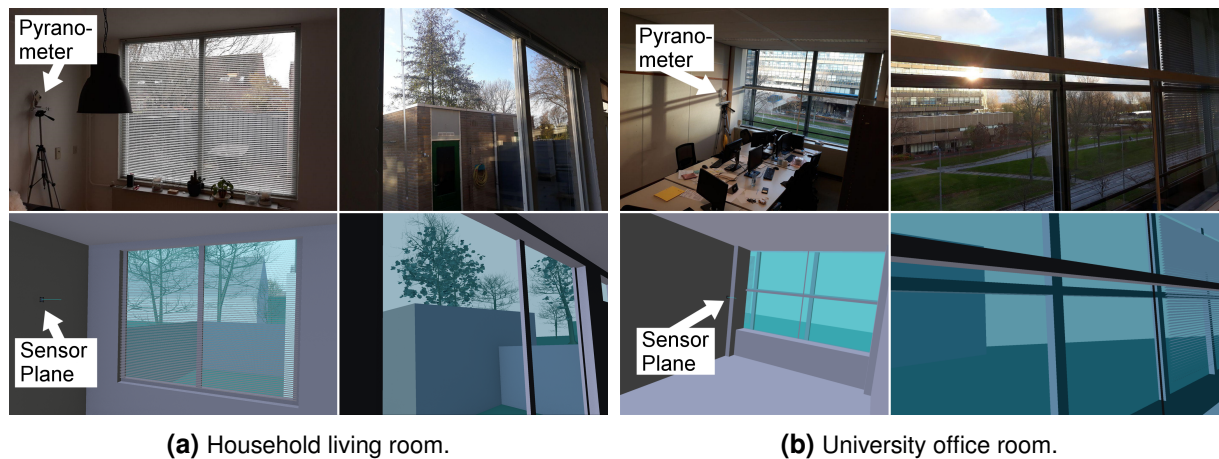 Pyrano-
meter
Pyrano-
meter
Sensor
Plane
Sensor
Plane
(a) Household living room.
(b) University office room.